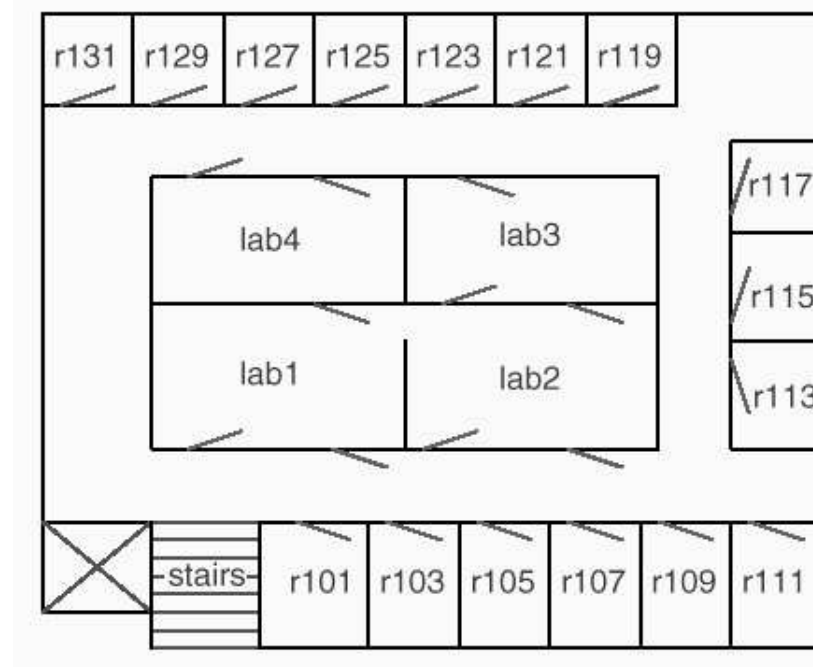 r131 r129 r127 r125 r123 r121 r119
r117
lab4 lab3
r115
lab1 lab2
r113
stairs r101 r103 r105 r107 r109 r111